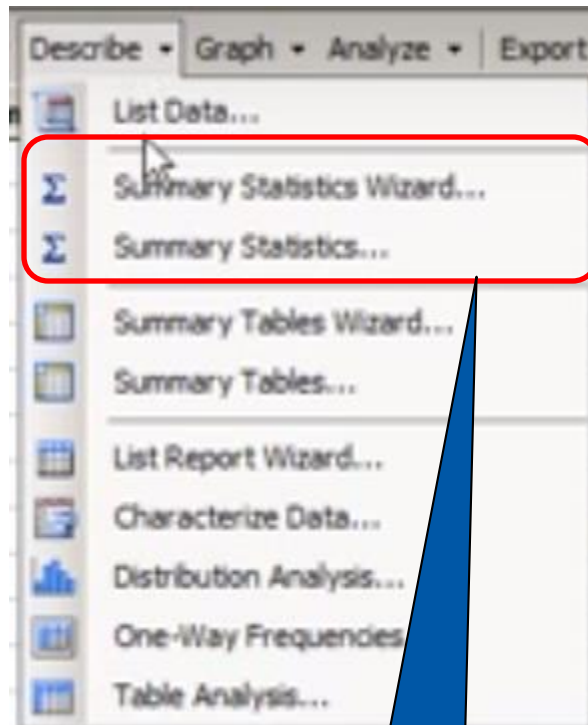 Describe Graph Analyze Export
List Data...
Summary Statistics Wizard...
Summary Statistics...
Summary Tables Wizard...
Summary Tables...
List Report Wizard...
Characterize Data...
Distribution Analysis...
One-Way Frequencies
Table Analysis...